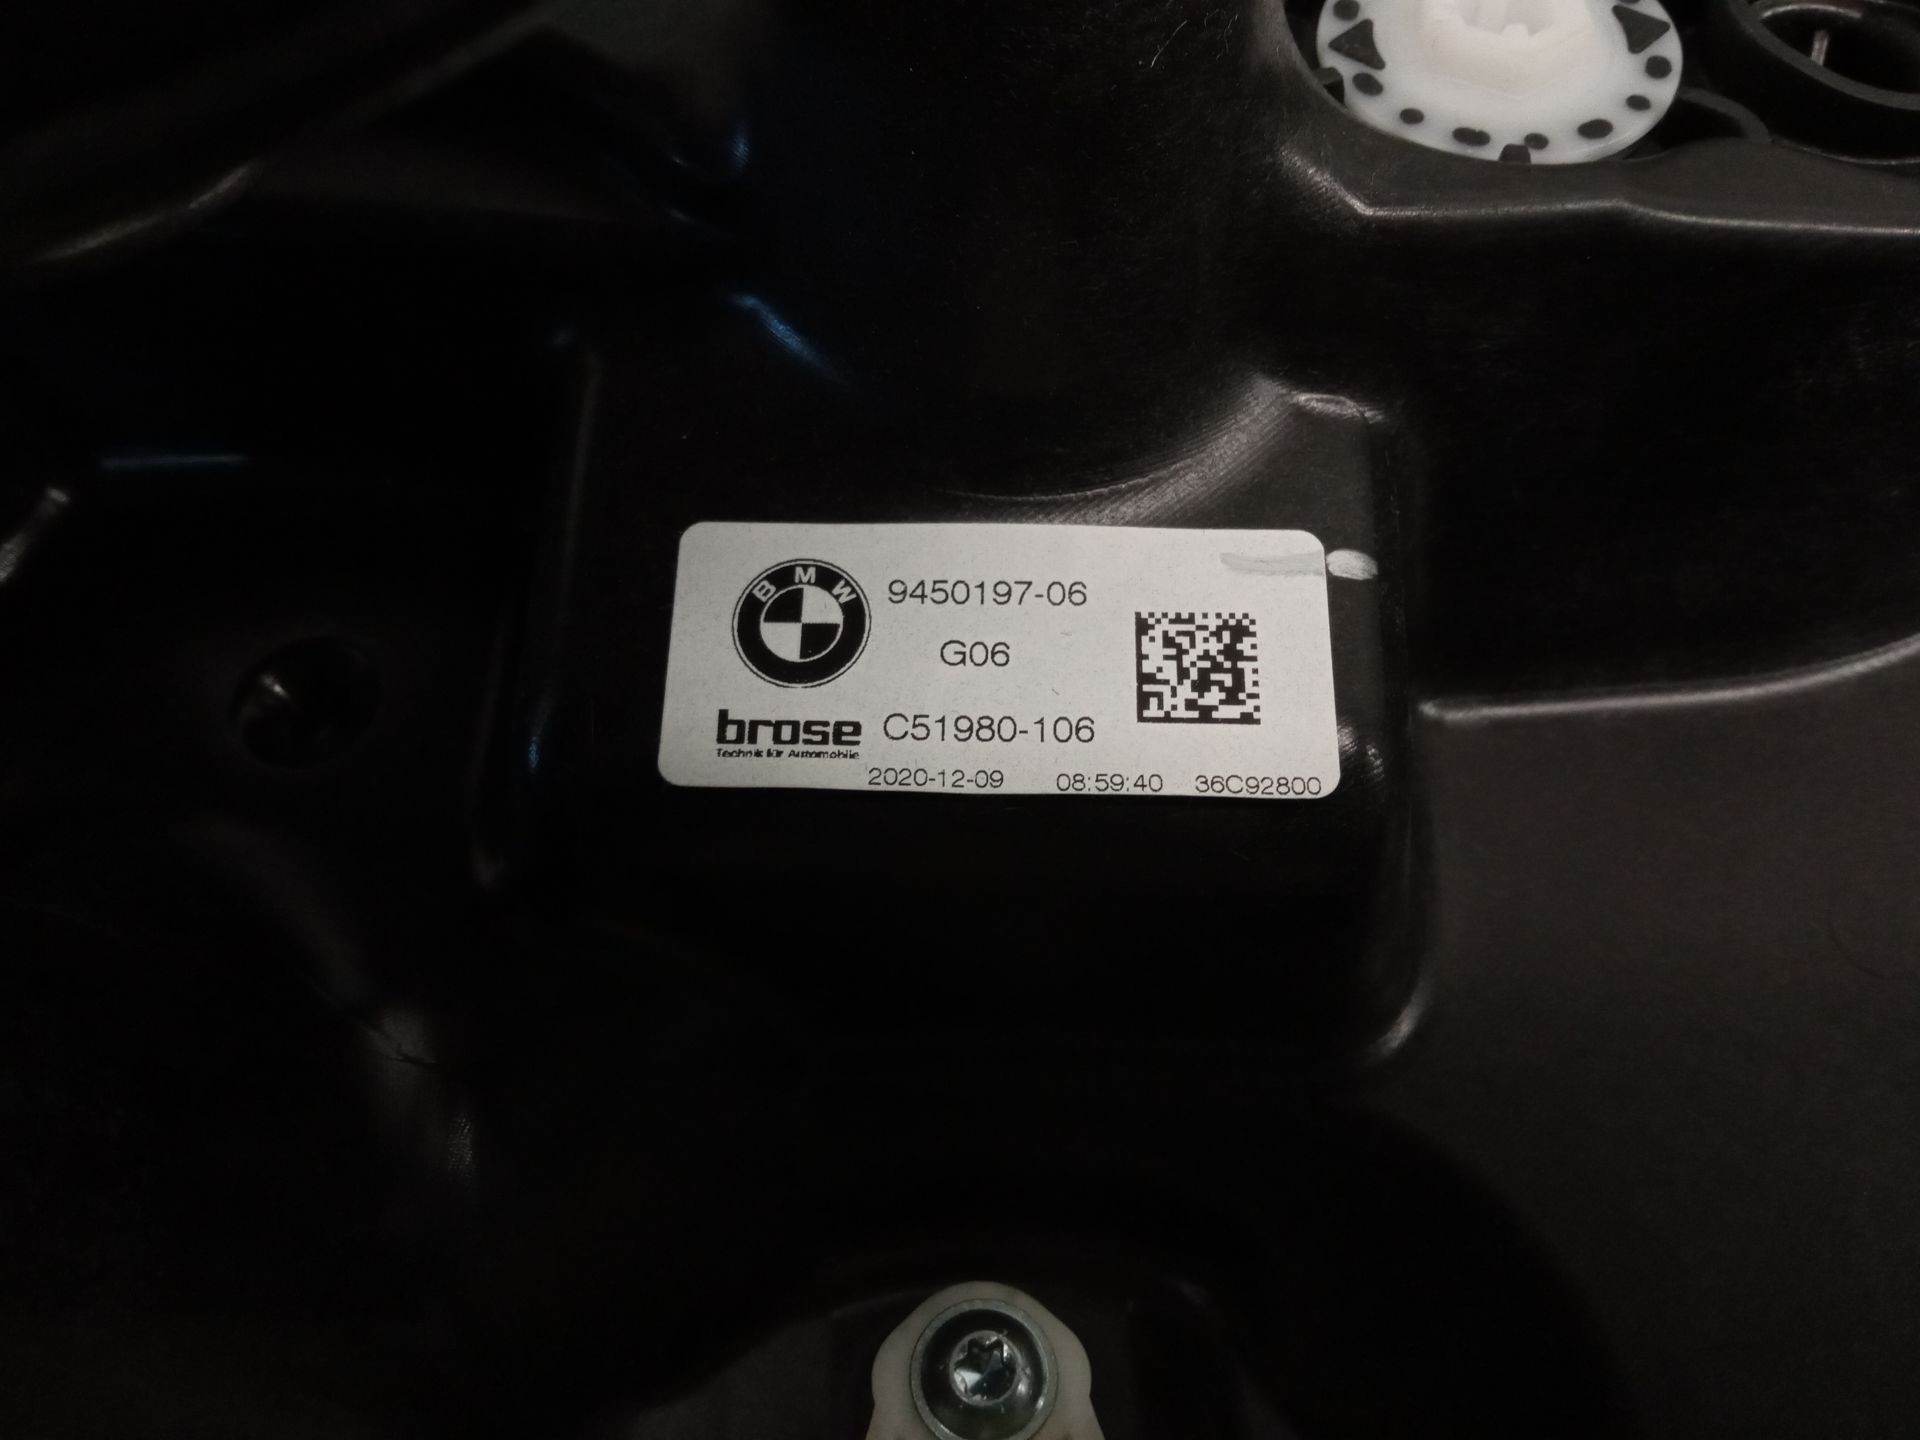 BMW
9450197-06
G06
brose
Technik für Automobile
C51980-106
2020-12-09 08:59:40 36C92800